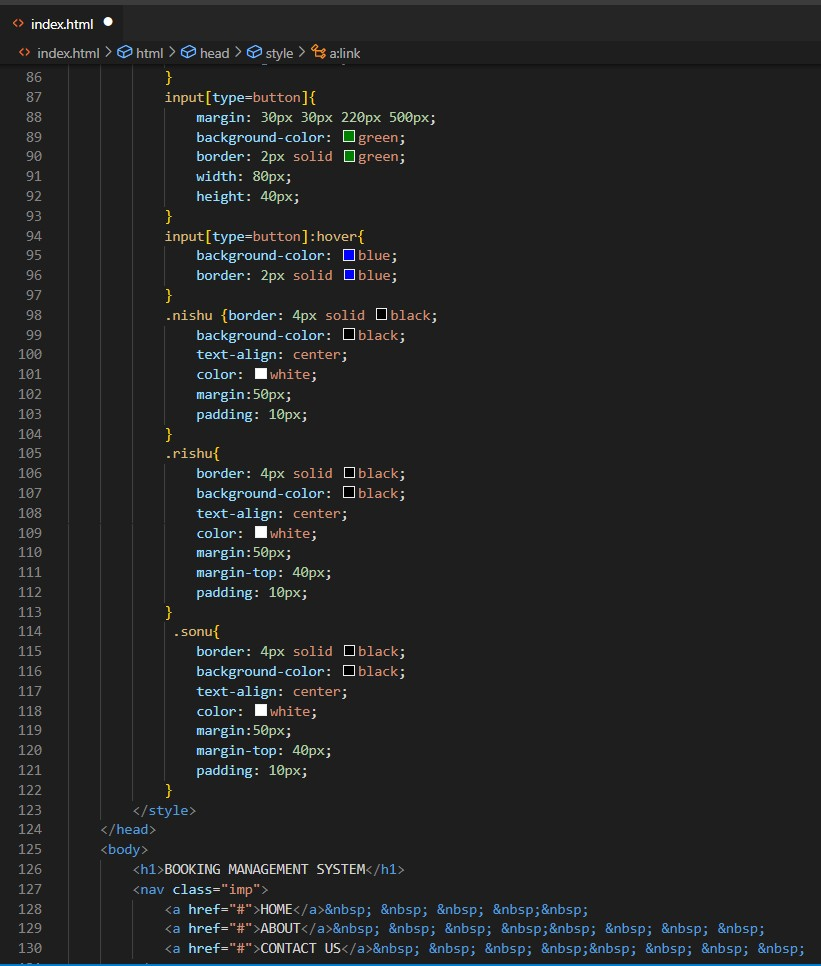 index.html
index.html > html > head > style > a:link
86 }
87 input[type=button]{
88 margin: 30px 30px 220px 500px;
89 background-color: green;
90 border: 2px solid green;
91 width: 80px;
92 height: 40px;
93 }
94 input[type=button]:hover{
95 background-color: blue;
96 border: 2px solid blue;
97 }
98 .nishu {border: 4px solid black;
99 background-color: black;
100 text-align: center;
101 color: white;
102 margin:50px;
103 padding: 10px;
104 }
105 .rishu{
106 border: 4px solid black;
107 background-color: black;
108 text-align: center;
109 color: white;
110 margin:50px;
111 margin-top: 40px;
112 padding: 10px;
113 }
114 .sonu{
115 border: 4px solid black;
116 background-color: black;
117 text-align: center;
118 color: white;
119 margin:50px;
120 margin-top: 40px;
121 padding: 10px;
122 }
123 </style>
124 </head>
125 <body>
126 <h1>BOOKING MANAGEMENT SYSTEM</h1>
127 <nav class="imp">
128 <a href="#">HOME</a>&nbsp; &nbsp; &nbsp; &nbsp;&nbsp;
129 <a href="#">ABOUT</a>&nbsp; &nbsp; &nbsp; &nbsp;&nbsp; &nbsp; &nbsp; &nbsp;
130 <a href="#">CONTACT US</a>&nbsp; &nbsp; &nbsp; &nbsp;&nbsp; &nbsp; &nbsp; &nbsp;